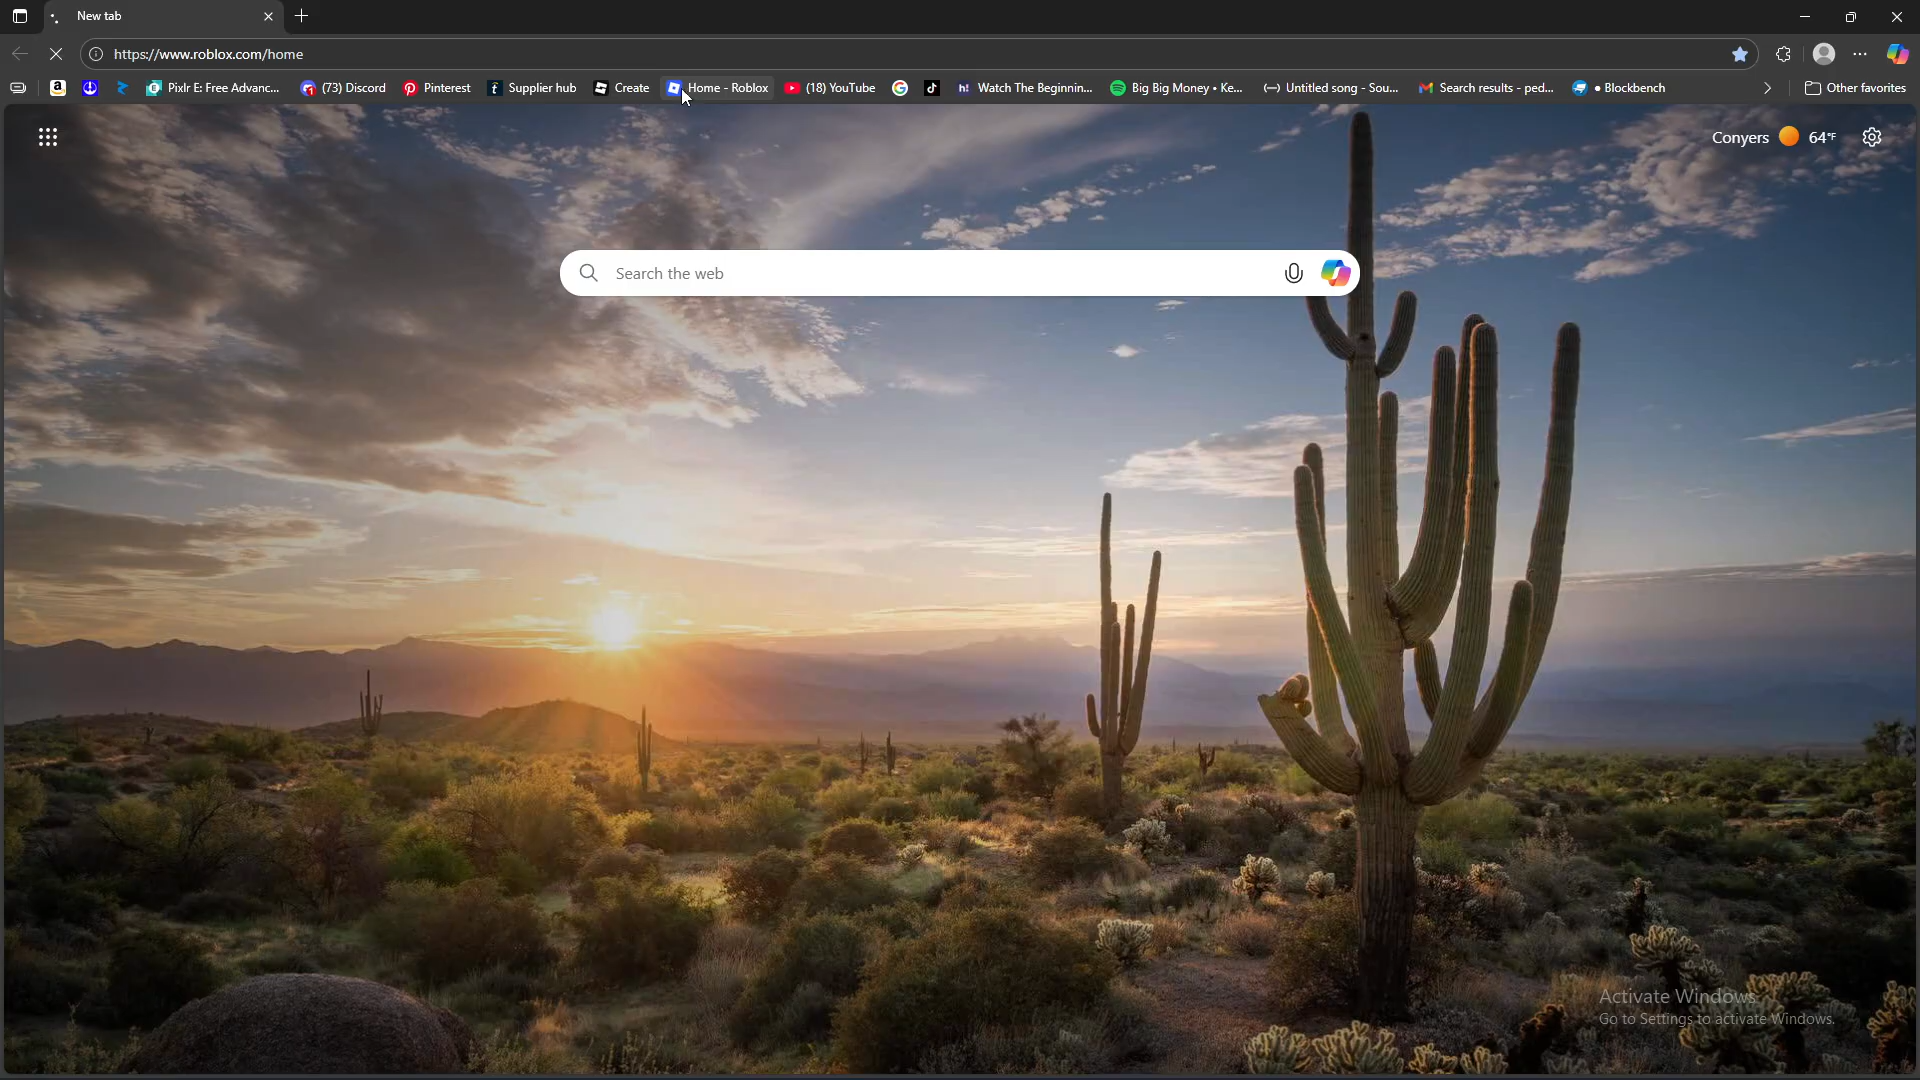 New tab
https://www.roblox.com/home
Pixlr E: Free Advanc...
(73) Discord
Pinterest
Supplier hub
Create
Home - Roblox
(18) YouTube
Watch The Beginnin...
Big Big Money • Ke...
Untitled song - Sou...
Search results - ped...
• Blockbench
Other favorites
Conyers 64°F
Search the web
Activate Windows
Go to Settings to activate Windows.